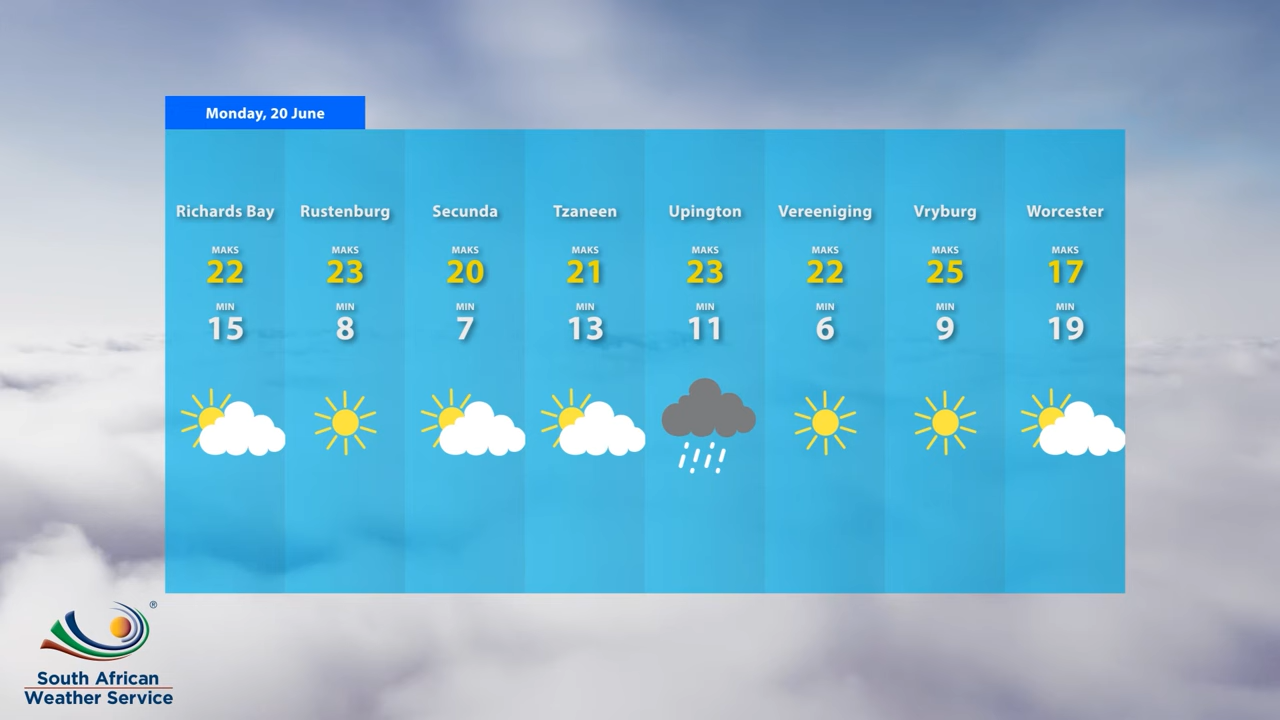 Monday, 20 June
Richards Bay
MAKS
22
MIN
15
Rustenburg
MAKS
23
MIN
8
Secunda
MAKS
20
MIN
7
Tzaneen
MAKS
21
MIN
13
Upington
MAKS
23
MIN
11
Vereeniging
MAKS
22
MIN
6
Vryburg
MAKS
25
MIN
9
Worcester
MAKS
17
MIN
19
®
South African
Weather Service